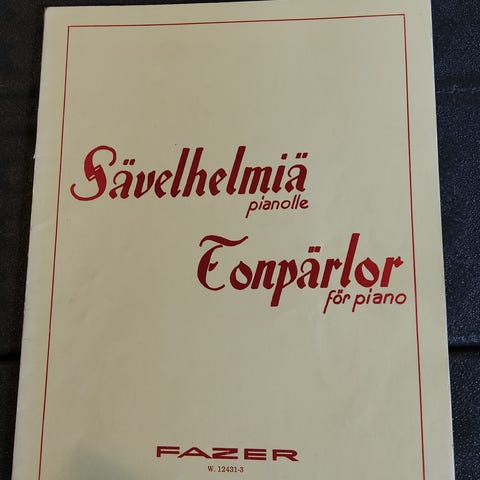 Sävelhelmiä
pianolle
Tonpärlor
för piano
FAZER
W. 12431-3